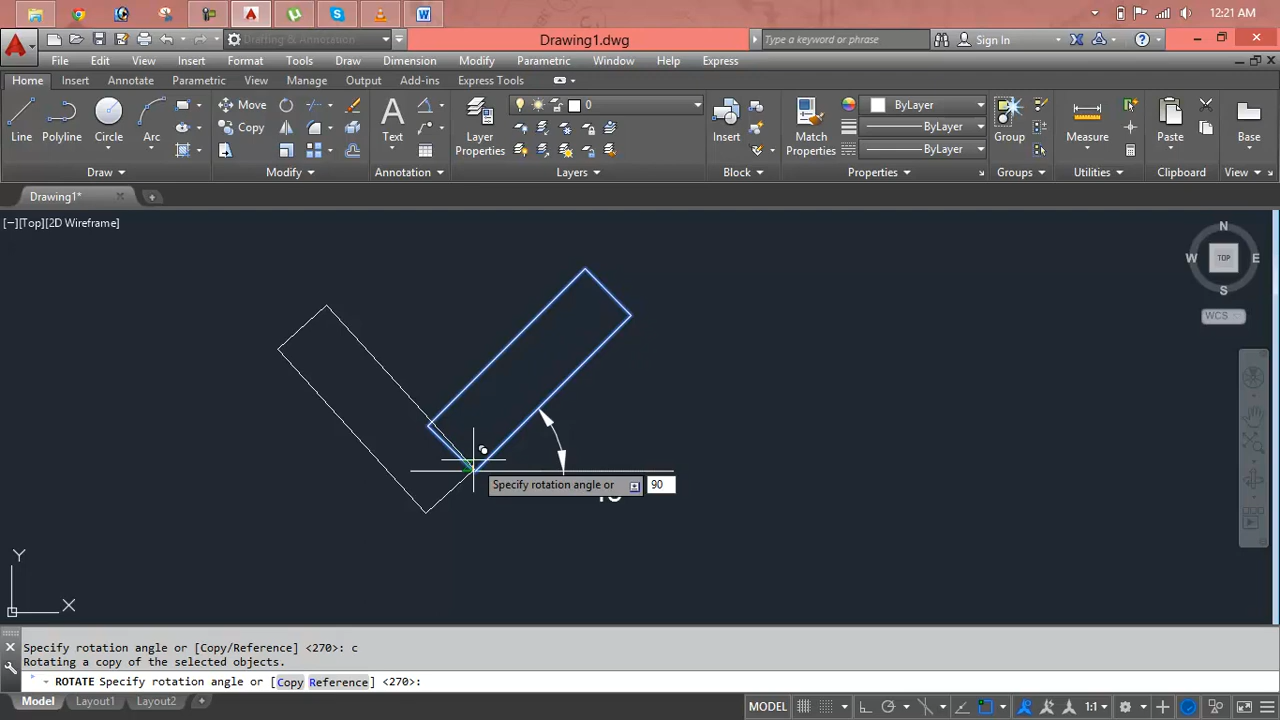 12:21 AM
Drafting & Annotation
Drawing1.dwg
Type a keyword or phrase
Sign In
File Edit View Insert Format Tools Draw Dimension Modify Parametric Window Help Express
Home Insert Annotate Parametric View Manage Output Add-ins Express Tools
Line Polyline Circle Arc
Move
Copy
Text
Layer Properties
0
Insert
Match Properties
ByLayer
ByLayer
ByLayer
Group
Measure
Paste
Base
Draw Modify Annotation Layers Block Properties Groups Utilities Clipboard View
Drawing1*
[−][Top][2D Wireframe]
N
W TOP E
S
WCS
Specify rotation angle or 90
Y
X
Specify rotation angle or [Copy/Reference] <270>: c
Rotating a copy of the selected objects.
ROTATE Specify rotation angle or [Copy Reference] <270>:
Model Layout1 Layout2
MODEL 1:1